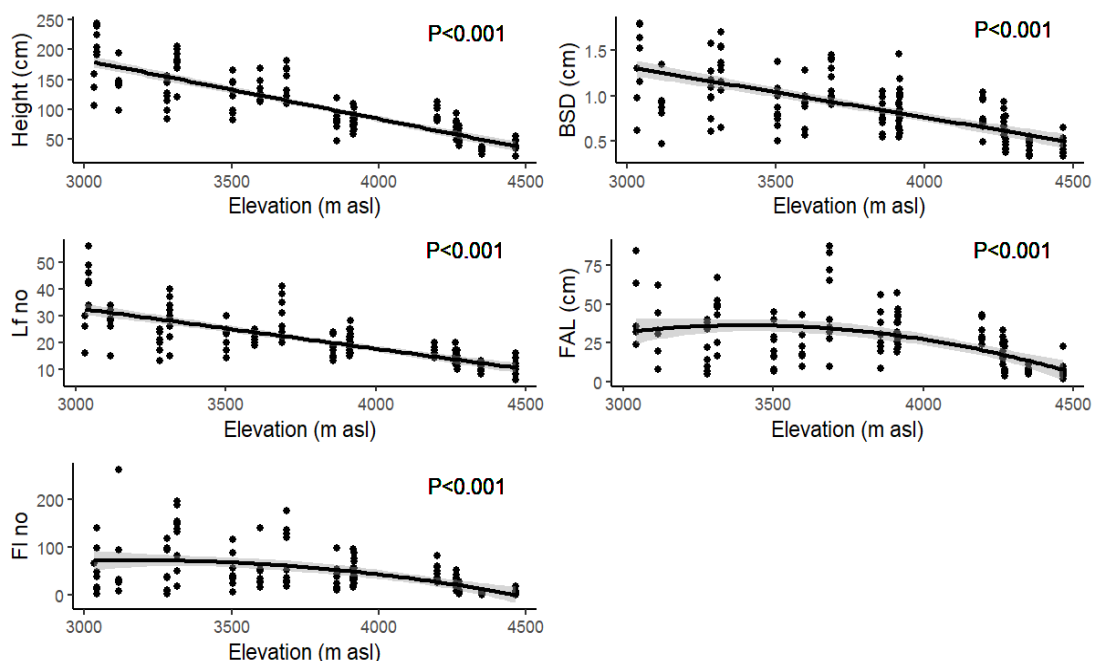 P<0.001
Height (cm)
250
200
150
100
50
3000 3500 4000 4500
Elevation (m asl)
P<0.001
BSD (cm)
1.5
1.0
0.5
3000 3500 4000 4500
Elevation (m asl)
P<0.001
Lf no
50
40
30
20
10
3000 3500 4000 4500
Elevation (m asl)
P<0.001
FAL (cm)
75
50
25
0
3000 3500 4000 4500
Elevation (m asl)
P<0.001
Fl no
200
100
0
3000 3500 4000 4500
Elevation (m asl)